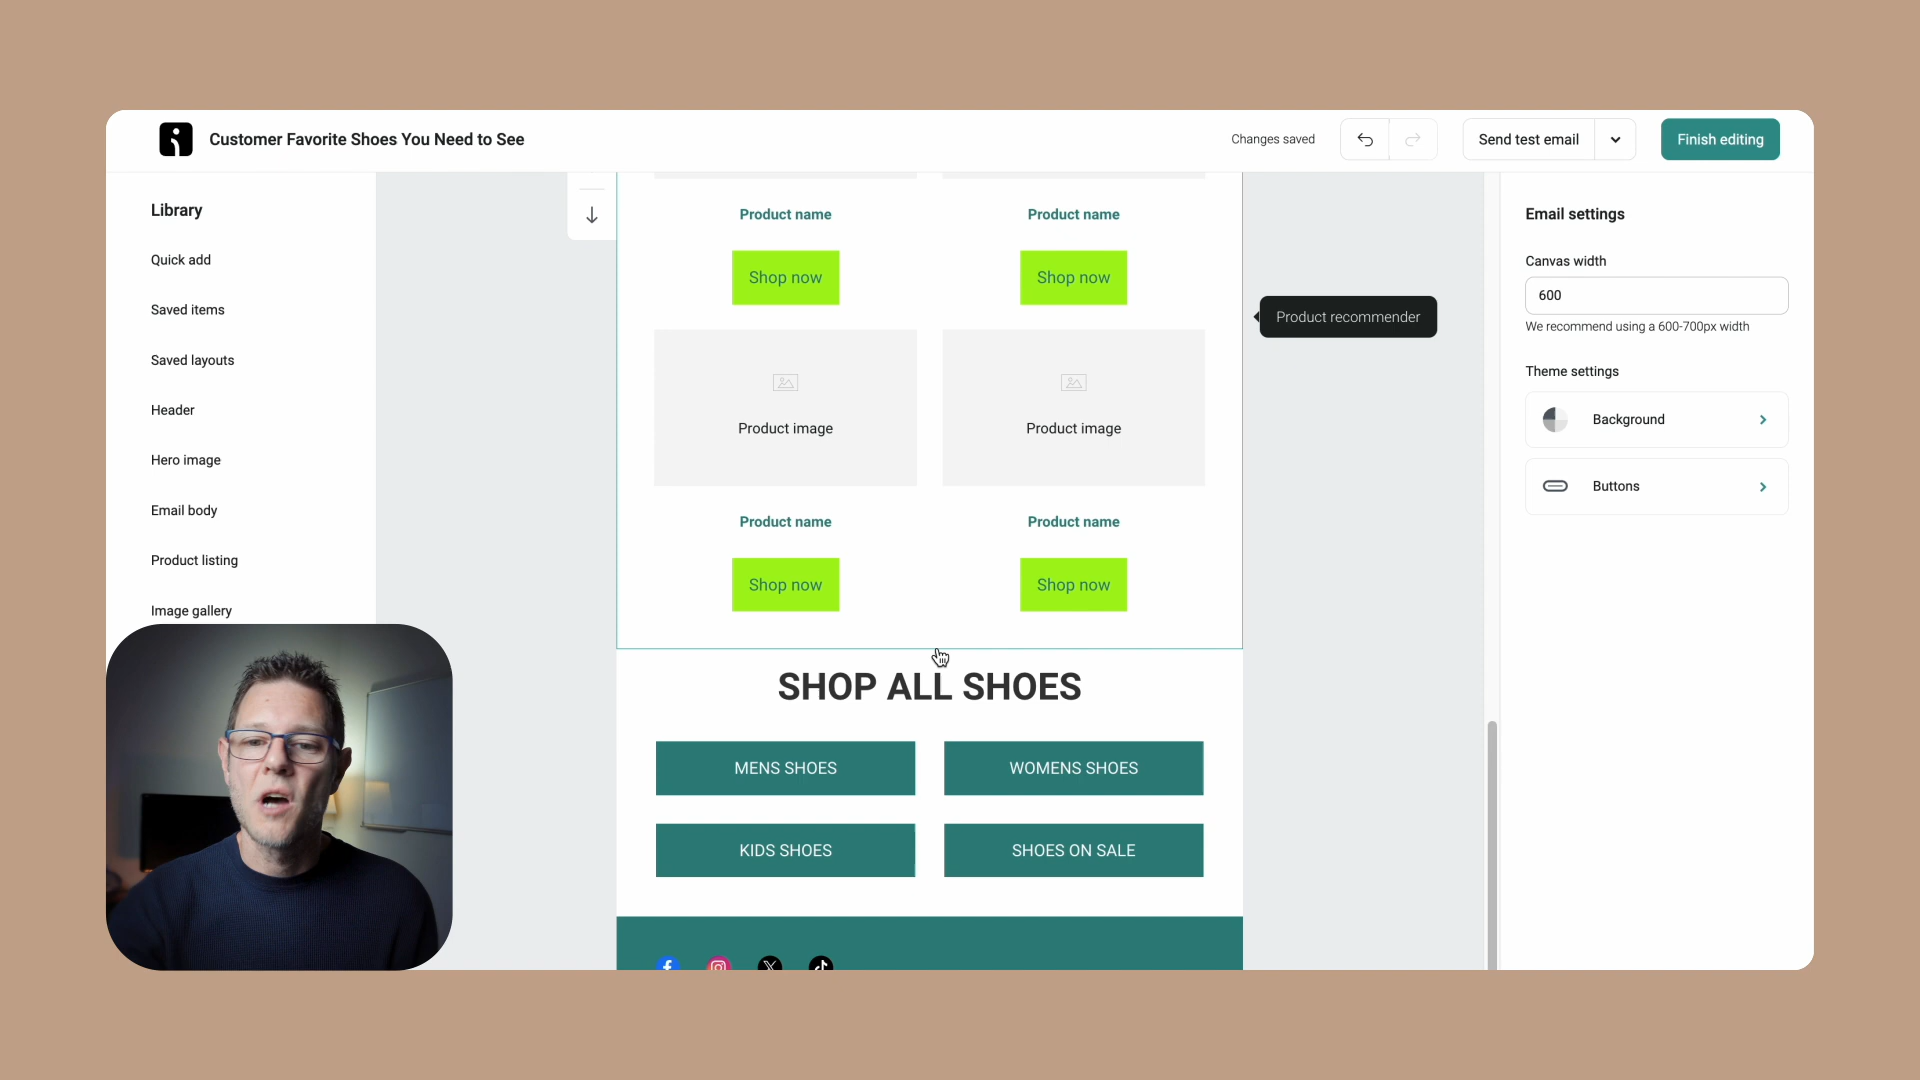 Customer Favorite Shoes You Need to See
Changes saved
Send test email
Finish editing
Library
Quick add
Saved items
Saved layouts
Header
Hero image
Email body
Product listing
Image gallery
Product name
Product name
Shop now
Shop now
Product recommender
Product image
Product image
Product name
Product name
Shop now
Shop now
SHOP ALL SHOES
MENS SHOES
WOMENS SHOES
KIDS SHOES
SHOES ON SALE
Email settings
Canvas width
600
We recommend using a 600-700px width
Theme settings
Background
Buttons